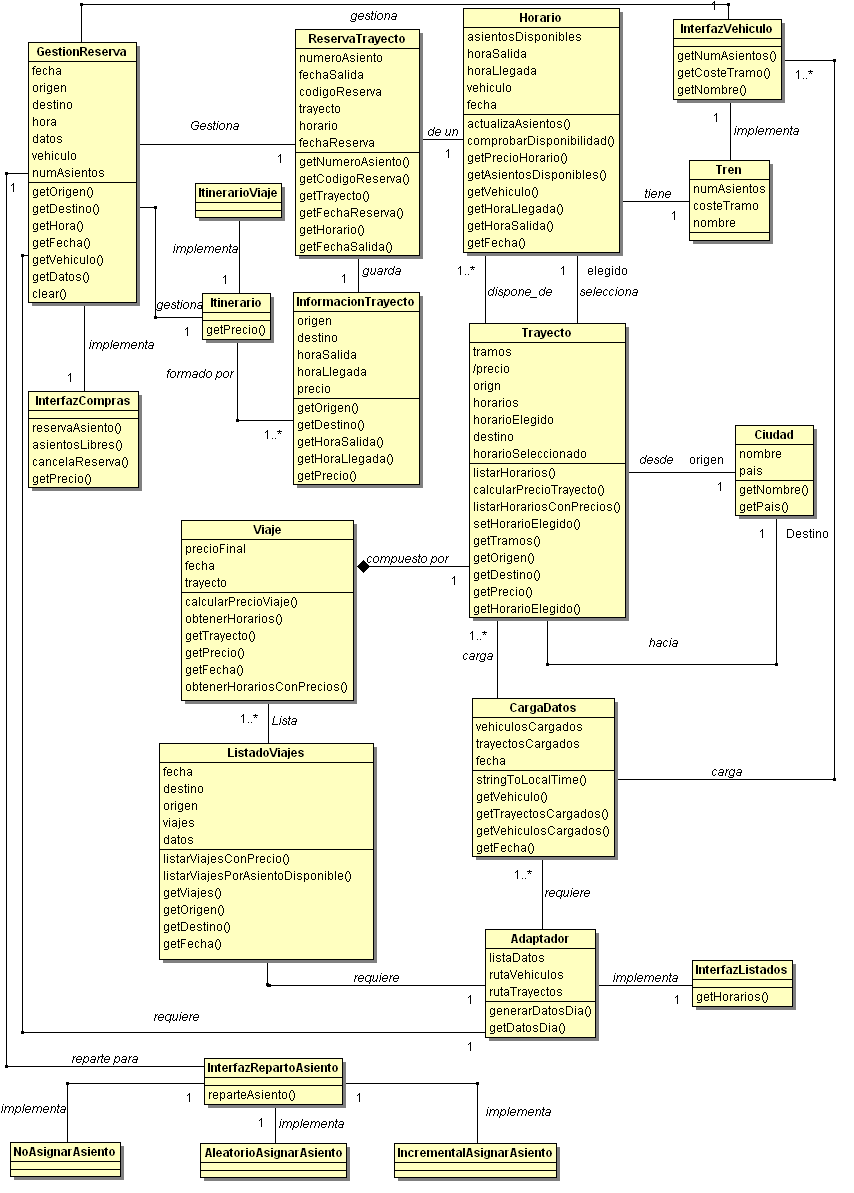 gestiona
1
GestionReserva
fecha
origen
destino
hora
datos
vehiculo
numAsientos
getOrigen()
getDestino()
getHora()
getFecha()
getVehiculo()
getDatos()
clear()
1
Gestiona
1
ReservaTrayecto
numeroAsiento
fechaSalida
codigoReserva
trayecto
horario
fechaReserva
getNumeroAsiento()
getCodigoReserva()
getTrayecto()
getFechaReserva()
getHorario()
getFechaSalida()
de un
1
Horario
asientosDisponibles
horaSalida
horaLlegada
vehiculo
fecha
actualizaAsientos()
comprobarDisponibilidad()
getPrecioHorario()
getAsientosDisponibles()
getVehiculo()
getHoraLlegada()
getHoraSalida()
getFecha()
InterfazVehiculo
getNumAsientos()
getCosteTramo()
getNombre()
1..*
1
implementa
Tren
numAsientos
costeTramo
nombre
tiene
1
ItinerarioViaje
implementa
1
gestiona
1
Itinerario
getPrecio()
formado por
1..*
1
guarda
InformacionTrayecto
origen
destino
horaSalida
horaLlegada
precio
getOrigen()
getDestino()
getHoraSalida()
getHoraLlegada()
getPrecio()
1..*
dispone_de
1
elegido
selecciona
implementa
1
InterfazCompras
reservaAsiento()
asientosLibres()
cancelaReserva()
getPrecio()
Trayecto
tramos
/precio
orign
horarios
horarioElegido
destino
horarioSeleccionado
listarHorarios()
calcularPrecioTrayecto()
listarHorariosConPrecios()
setHorarioElegido()
getTramos()
getOrigen()
getDestino()
getPrecio()
getHorarioElegido()
desde
origen
1
Ciudad
nombre
pais
getNombre()
getPais()
1
Destino
hacia
Viaje
precioFinal
fecha
trayecto
calcularPrecioViaje()
obtenerHorarios()
getTrayecto()
getPrecio()
getFecha()
obtenerHorariosConPrecios()
compuesto por
1
1..*
Lista
1..*
carga
ListadoViajes
fecha
destino
origen
viajes
datos
listarViajesConPrecio()
listarViajesPorAsientoDisponible()
getViajes()
getOrigen()
getDestino()
getFecha()
CargaDatos
vehiculosCargados
trayectosCargados
fecha
stringToLocalTime()
getVehiculo()
getTrayectosCargados()
getVehiculosCargados()
getFecha()
carga
1..*
requiere
Adaptador
listaDatos
rutaVehiculos
rutaTrayectos
generarDatosDia()
getDatosDia()
requiere
1
implementa
1
InterfazListados
getHorarios()
requiere
1
reparte para
1
InterfazRepartoAsiento
reparteAsiento()
1
implementa
1
implementa
implementa
NoAsignarAsiento
AleatorioAsignarAsiento
IncrementalAsignarAsiento